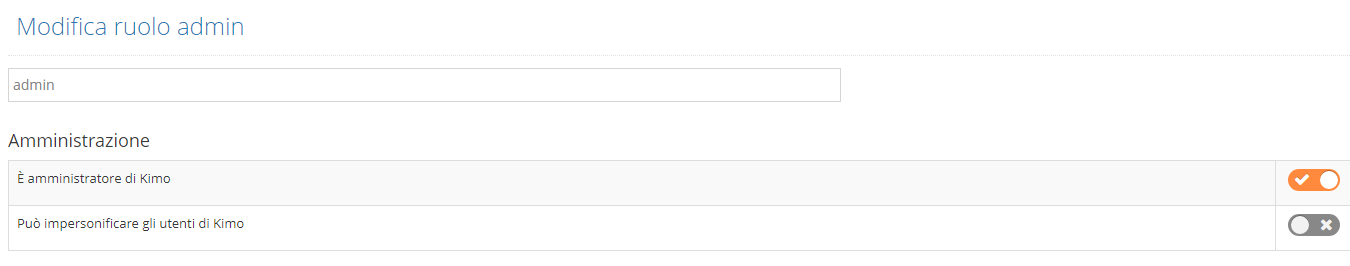 Modifica ruolo admin
admin
Amministrazione
È amministratore di Kimo
Può impersonificare gli utenti di Kimo